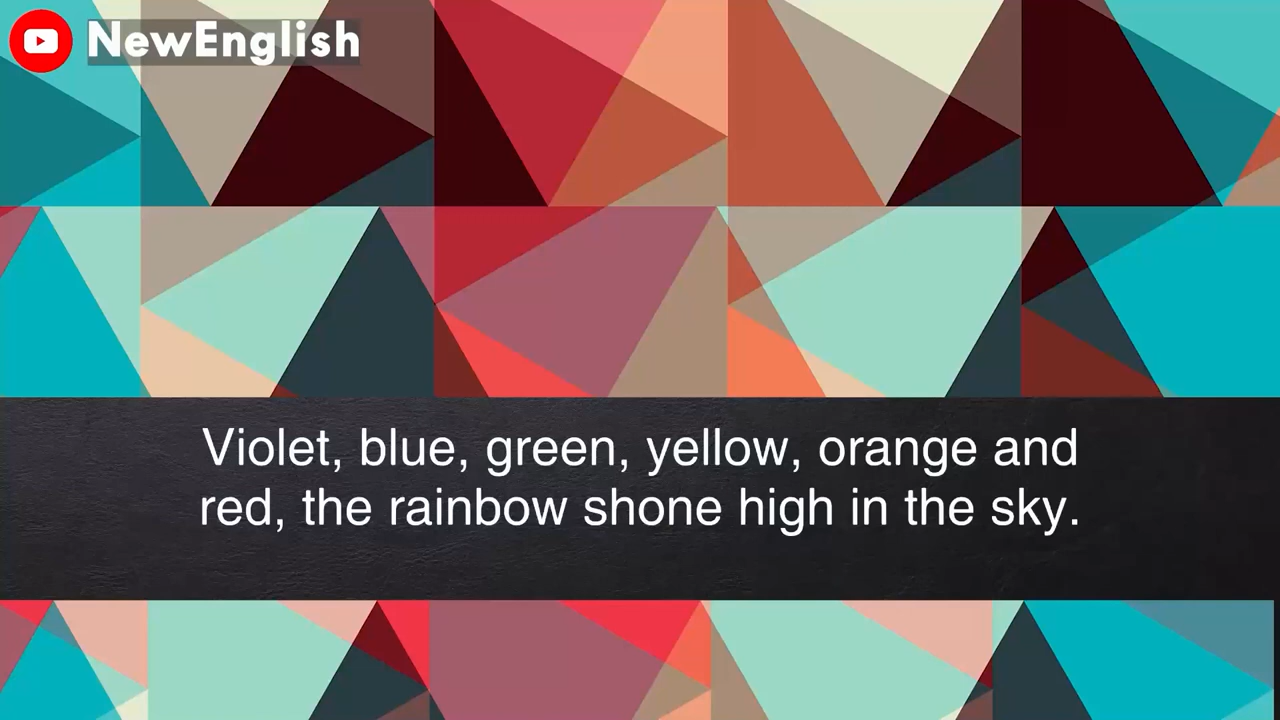 NewEnglish
Violet, blue, green, yellow, orange and
red, the rainbow shone high in the sky.